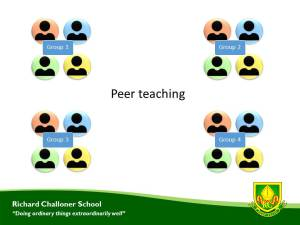 Group 1
Group 2
Peer teaching
Group 3
Group 4
Richard Challoner School
"Doing ordinary things extraordinarily well"